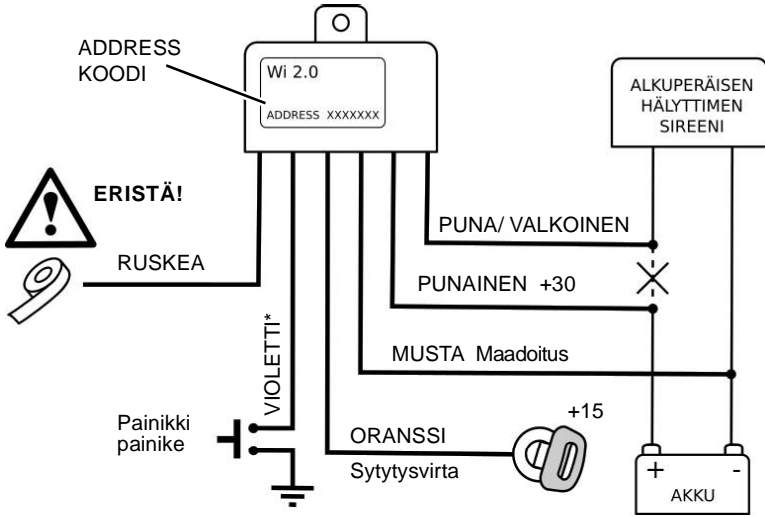 ADDRESS
KOODI
Wi 2.0
ADDRESS XXXXXXX
ALKUPERÄISEN
HÄLYTTIMEN
SIREENI
ERISTÄ!
PUNA/ VALKOINEN
RUSKEA
PUNAINEN +30
VIOLETTI*
MUSTA Maadoitus
Painikki
painike
+15
ORANSSI
Sytytysvirta
+ -
AKKU